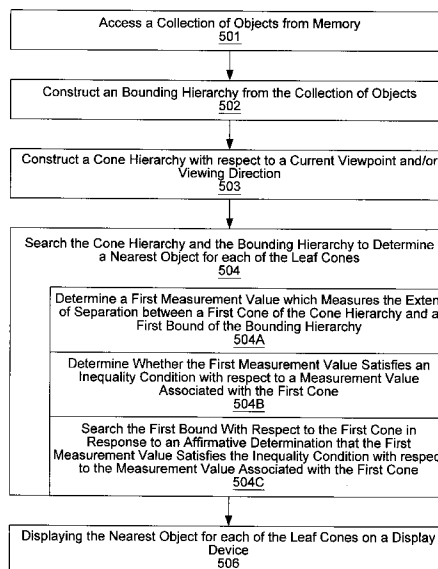 Access a Collection of Objects from Memory
501
Construct an Bounding Hierarchy from the Collection of Objects
502
Construct a Cone Hierarchy with respect to a Current Viewpoint and/or
Viewing Direction
503
Search the Cone Hierarchy and the Bounding Hierarchy to Determine
a Nearest Object for each of the Leaf Cones
504
Determine a First Measurement Value which Measures the Exten
of Separation between a First Cone of the Cone Hierarchy and a
First Bound of the Bounding Hierarchy
504A
Determine Whether the First Measurement Value Satisfies an
Inequality Condition with respect to a Measurement Value
Associated with the First Cone
504B
Search the First Bound With Respect to the First Cone in
Response to an Affirmative Determination that the First
Measurement Value Satisfies the Inequality Condition with respec
to the Measurement Value Associated with the First Cone
504C
Displaying the Nearest Object for each of the Leaf Cones on a Display
Device
506